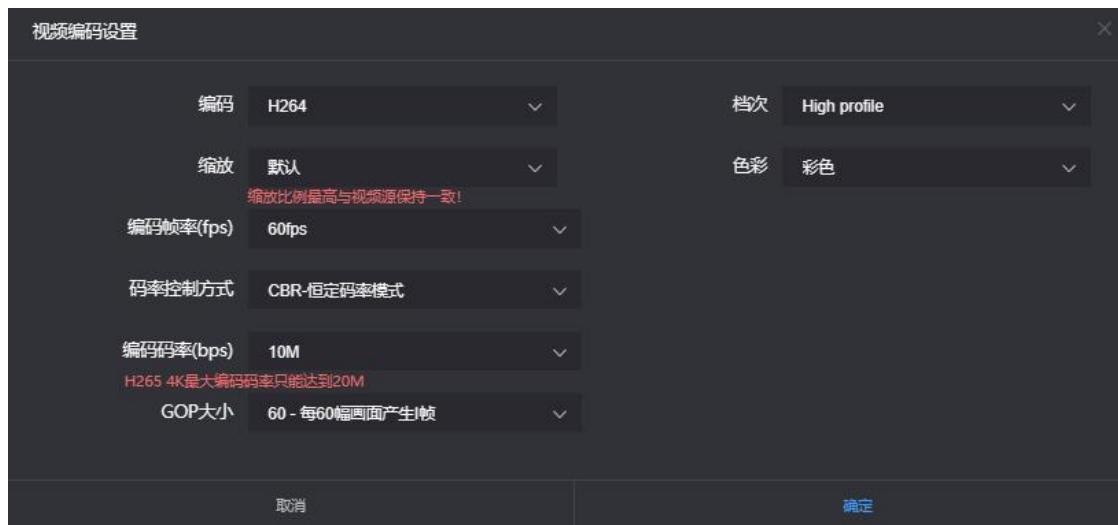 视频编码设置
编码 H264 档次 High profile
缩放 默认 色彩 彩色
缩放比例最高与视频源保持一致!
编码帧率(fps) 60fps
码率控制方式 CBR-恒定码率模式
编码码率(bps) 10M
H265 4K最大编码码率只能达到20M
GOP大小 60 - 每60幅画面产生I帧
取消 确定